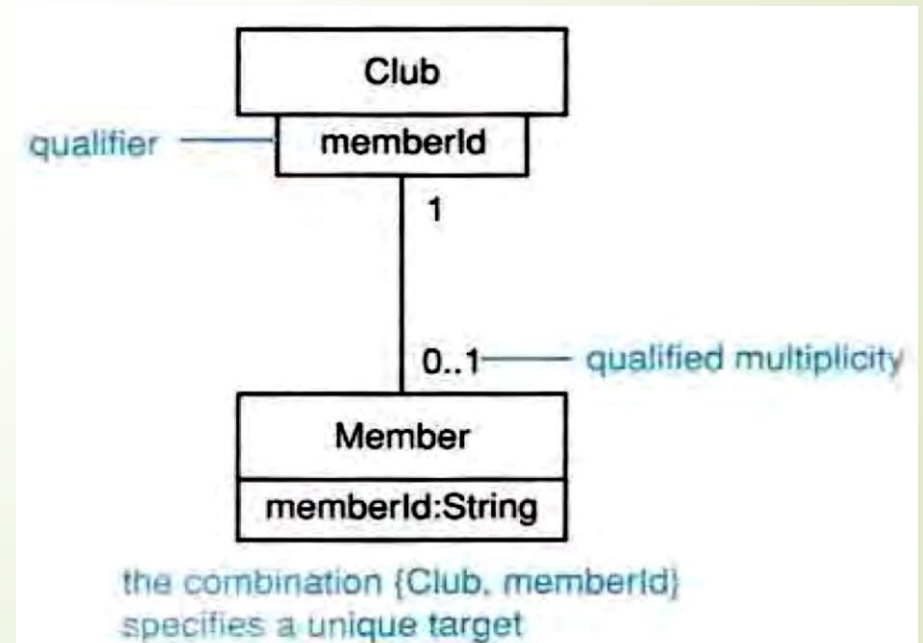 Club
qualifier
memberId
1
0..1
qualified multiplicity
Member
memberId:String
the combination {Club, memberId}
specifies a unique target